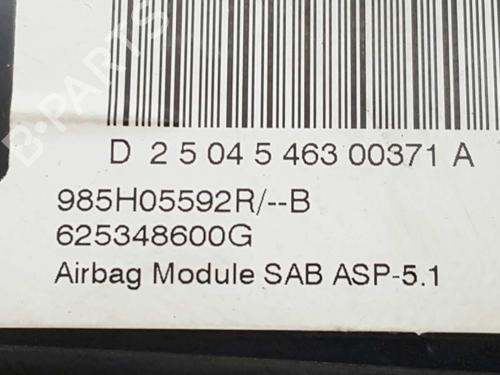 B-PARTS
D 2 5 04 5 463 00371 A
985H05592R/--B
625348600G
Airbag Module SAB ASP-5.1